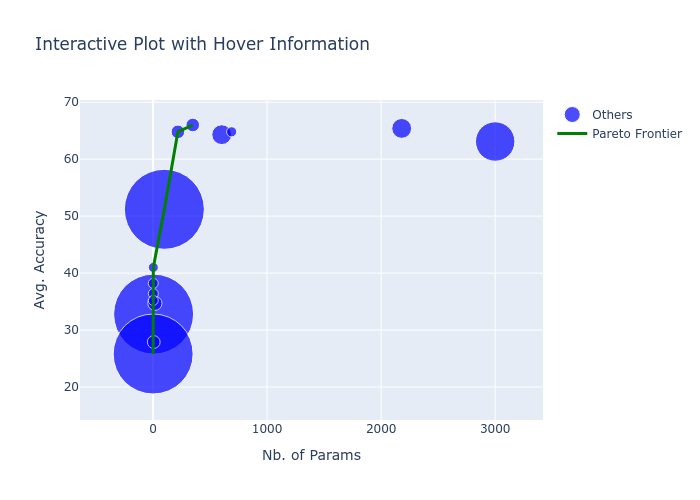 Interactive Plot with Hover Information
Others
Pareto Frontier
70
60
50
40
30
20
Avg. Accuracy
0
1000
2000
3000
Nb. of Params